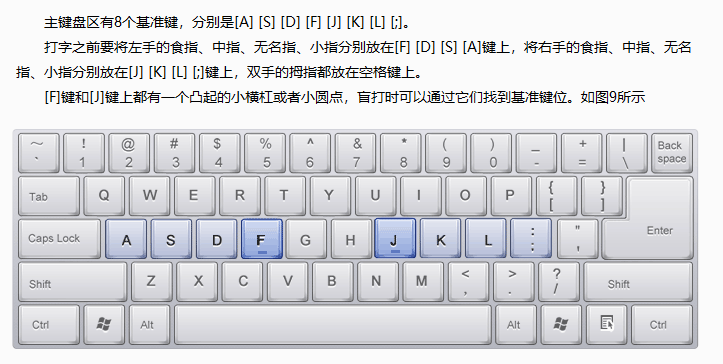 主键盘区有8个基准键，分别是[A] [S] [D] [F] [J] [K] [L] [;]。
打字之前要将左手的食指、中指、无名指、小指分别放在[F] [D] [S] [A]键上，将右手的食指、中指、无名
指、小指分别放在[J] [K] [L] [;]键上，双手的拇指都放在空格键上。
[F]键和[J]键上都有一个凸起的小横杠或者小圆点，盲打时可以通过它们找到基准键位。如图9所示
~ ! @ # $ % ^ & * ( ) _ + | Back
` 1 2 3 4 5 6 7 8 9 0 - = \ space
Tab Q W E R T Y U I O P { }
[ ]
Caps Lock A S D F G H J K L : " Enter
; ,
Shift Z X C V B N M < > ? Shift
, . /
Ctrl Alt Alt Ctrl